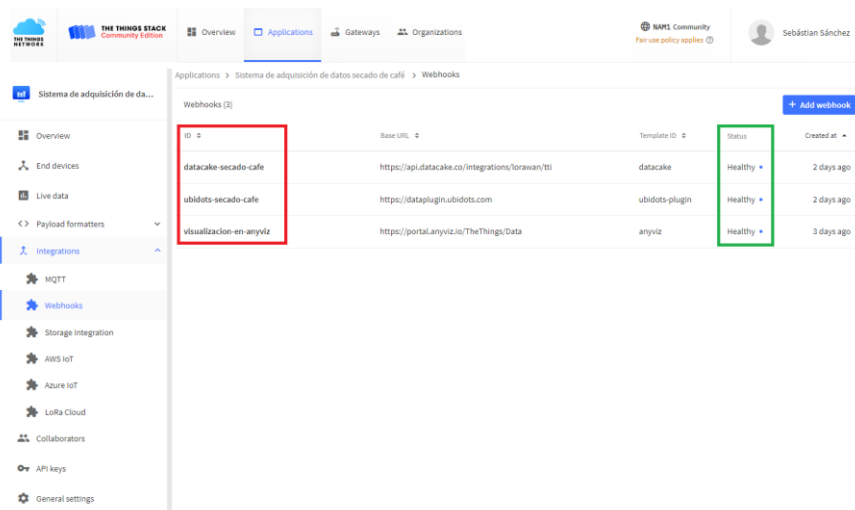 THE THINGS NETWORK
THE THINGS STACK
Community Edition
Overview
Applications
Gateways
Organizations
NAM1 Community
Fair use policy applies
Sebástian Sánchez
Sistema de adquisición de da...
Applications > Sistema de adquisición de datos secado de café > Webhooks
Webhooks (3)
+ Add webhook
ID Base URL Template ID Status Created at
datacake-secado-cafe https://api.datacake.co/integrations/lorawan/tti datacake Healthy 2 days ago
ubidots-secado-cafe https://dataplugin.ubidots.com ubidots-plugin Healthy 2 days ago
visualizacion-en-anyviz https://portal.anyviz.io/TheThings/Data anyviz Healthy 3 days ago
Overview
End devices
Live data
Payload formatters
Integrations
MQTT
Webhooks
Storage Integration
AWS IoT
Azure IoT
LoRa Cloud
Collaborators
API keys
General settings